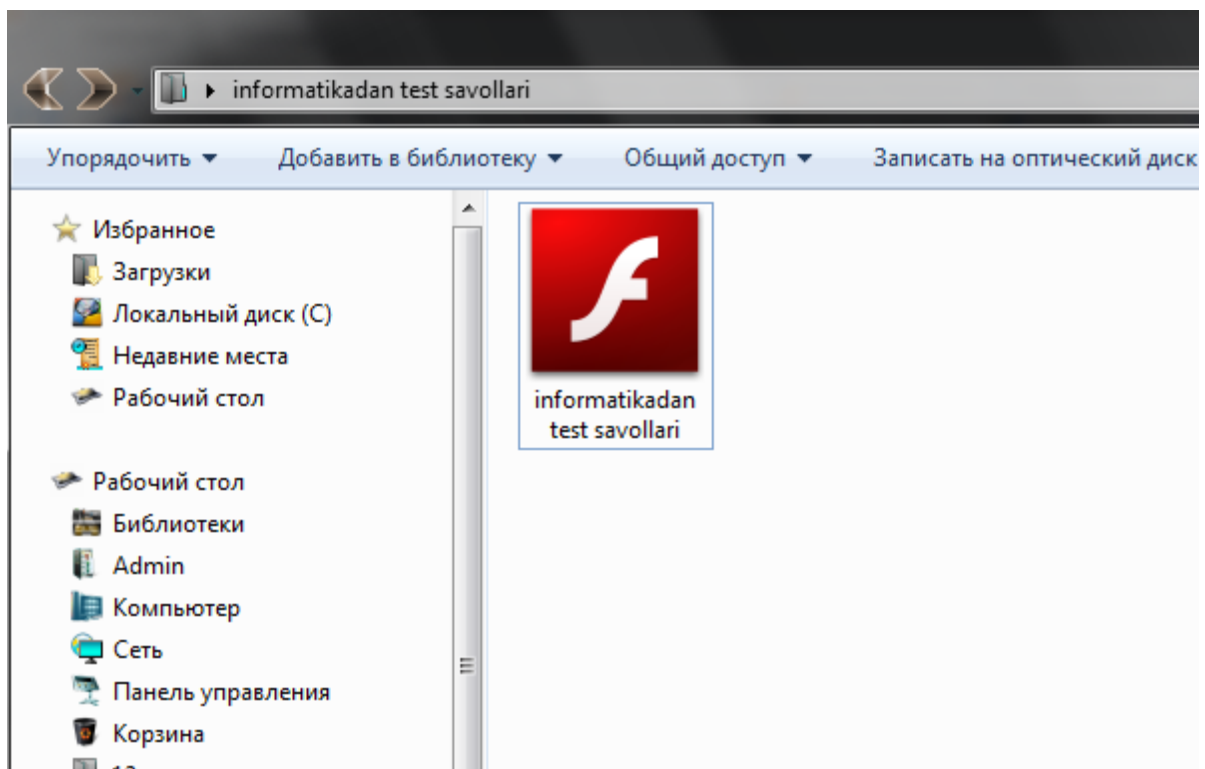 informatikadan test savollari
Упорядочить Добавить в библиотеку Общий доступ Записать на оптический диск
Избранное
Загрузки
Локальный диск (C)
Недавние места
Рабочий стол
Рабочий стол
Библиотеки
Admin
Компьютер
Сеть
Панель управления
Корзина
informatikadan
test savollari